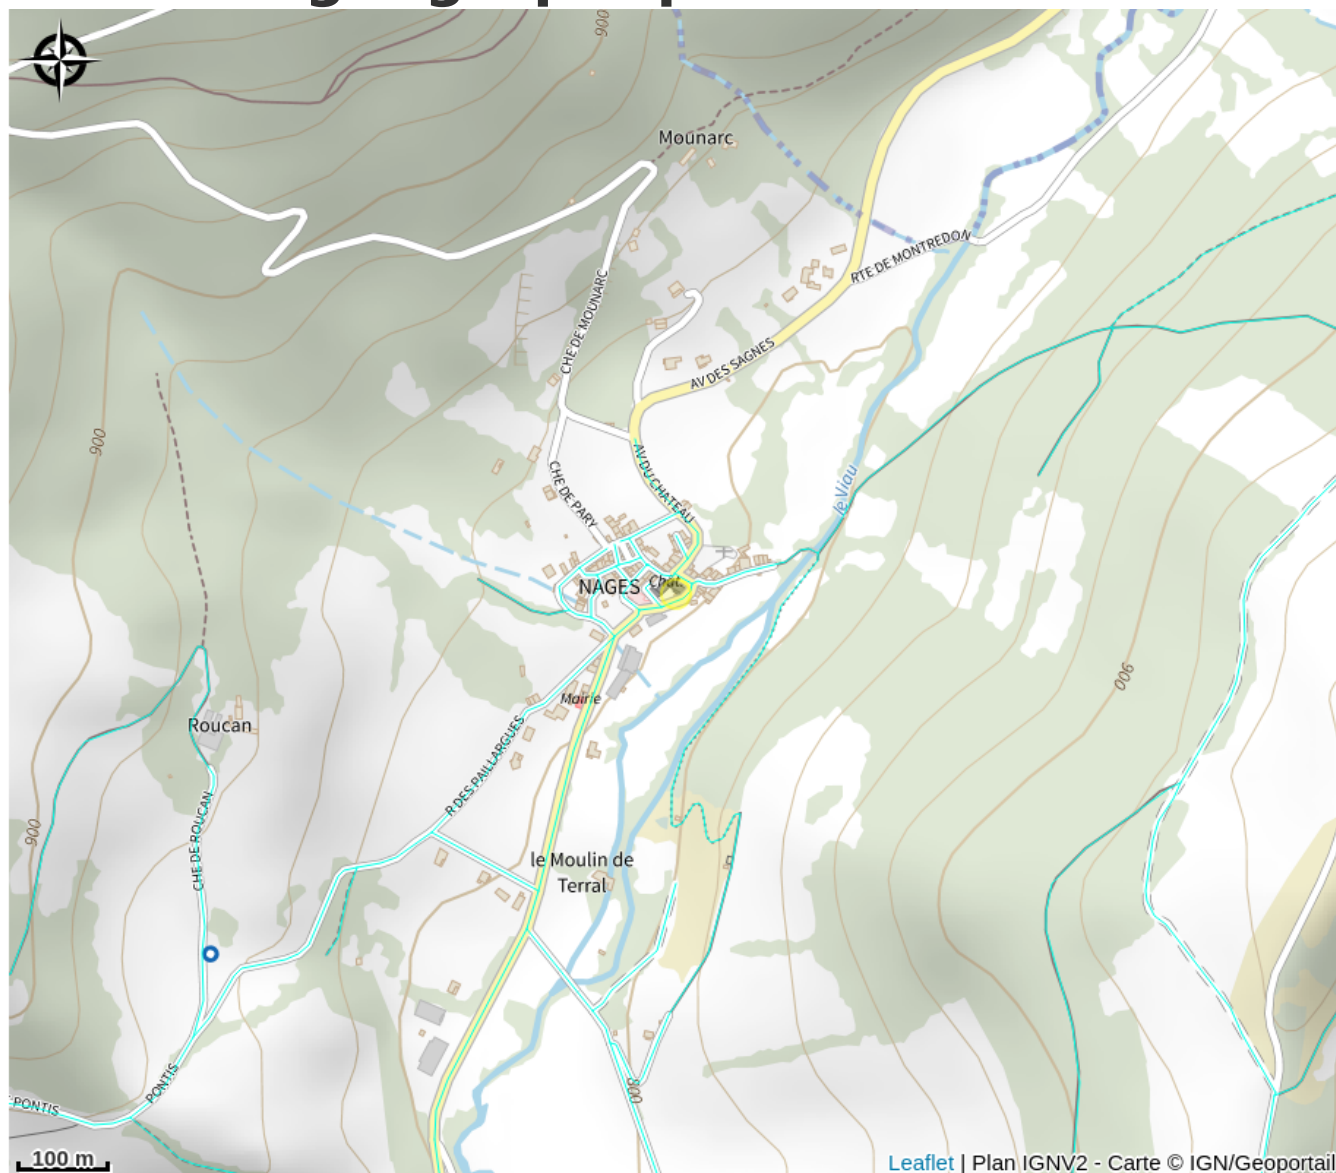 900
Mounarc
RTE DE MONTREDON
CHE DE MOUNARC
AV DES SAGNES
900
AV DU CHATEAU
CHE DE PARY
le Viau
NAGES
Chât.
900
Mairie
Roucan
R DES PAILLARGUES
CHE DE ROUCAN
900
le Moulin de
Terral
800
PONTIS
PONTIS
100 m
Leaflet | Plan IGNV2 - Carte © IGN/Geoportail